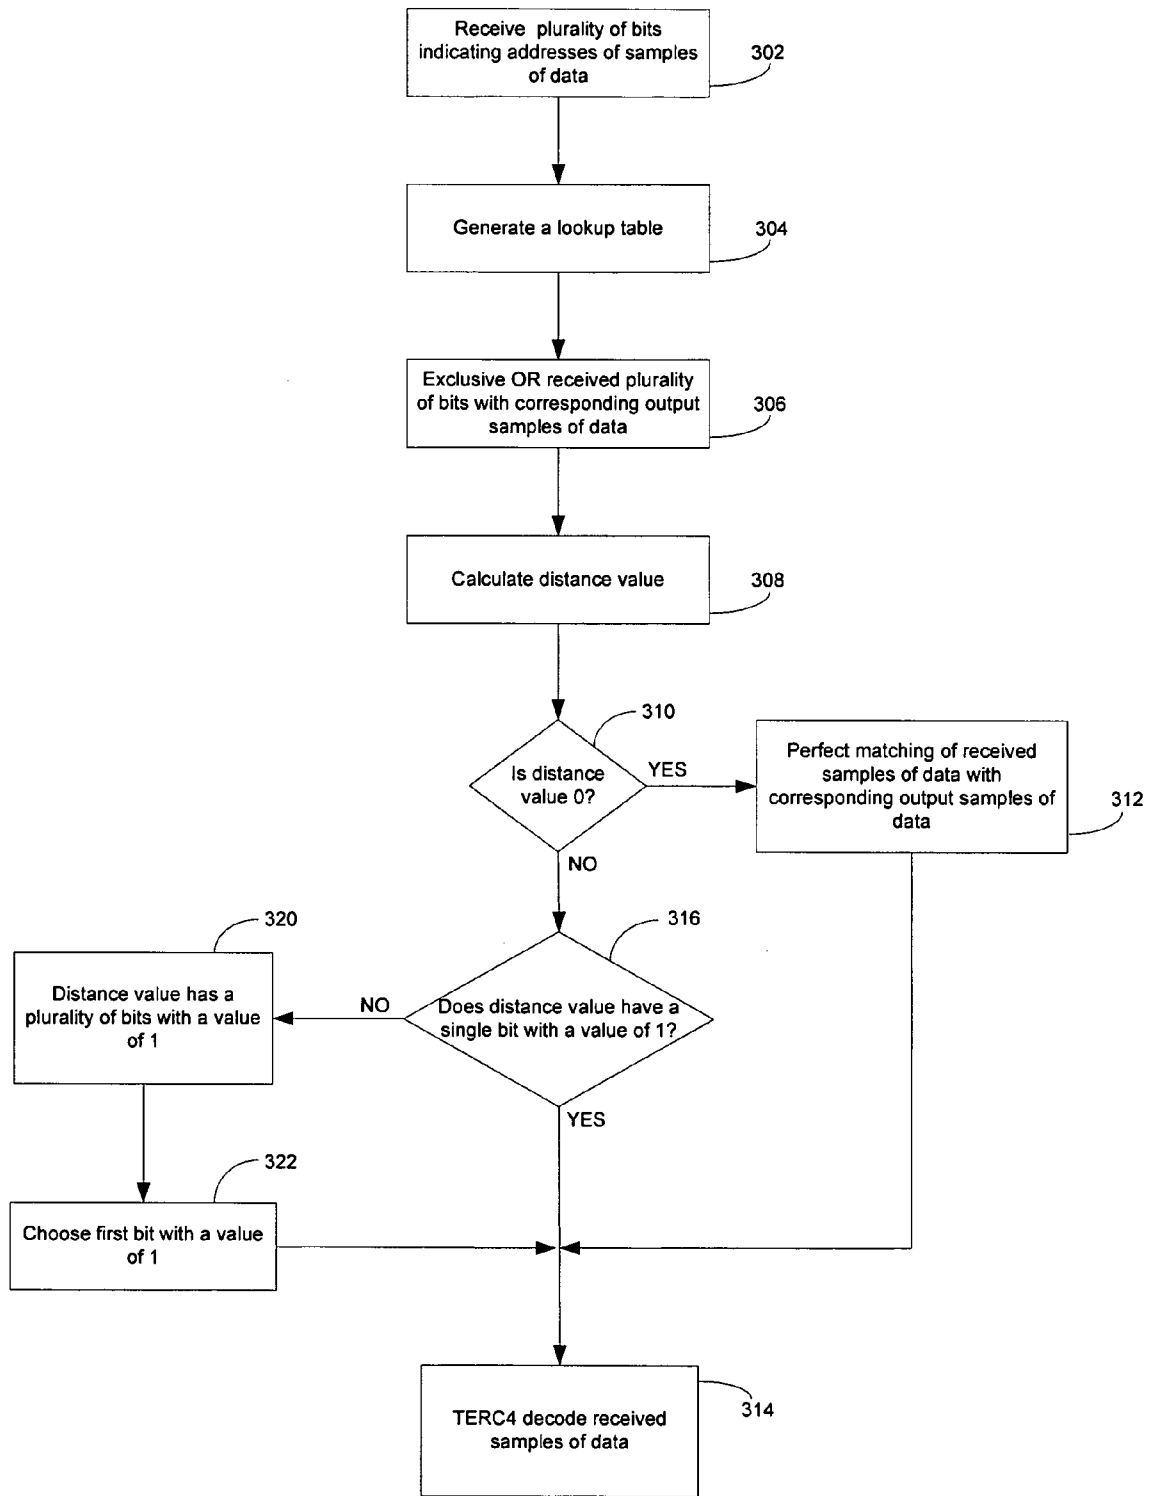 Receive plurality of bits
indicating addresses of samples
of data
302
Generate a lookup table
304
Exclusive OR received plurality
of bits with corresponding output
samples of data
306
Calculate distance value
308
310
Is distance
value 0?
YES
Perfect matching of received
samples of data with
corresponding output samples of
data
312
NO
316
Does distance value have a
single bit with a value of 1?
NO
320
Distance value has a
plurality of bits with a value
of 1
YES
322
Choose first bit with a value
of 1
TERC4 decode received
samples of data
314